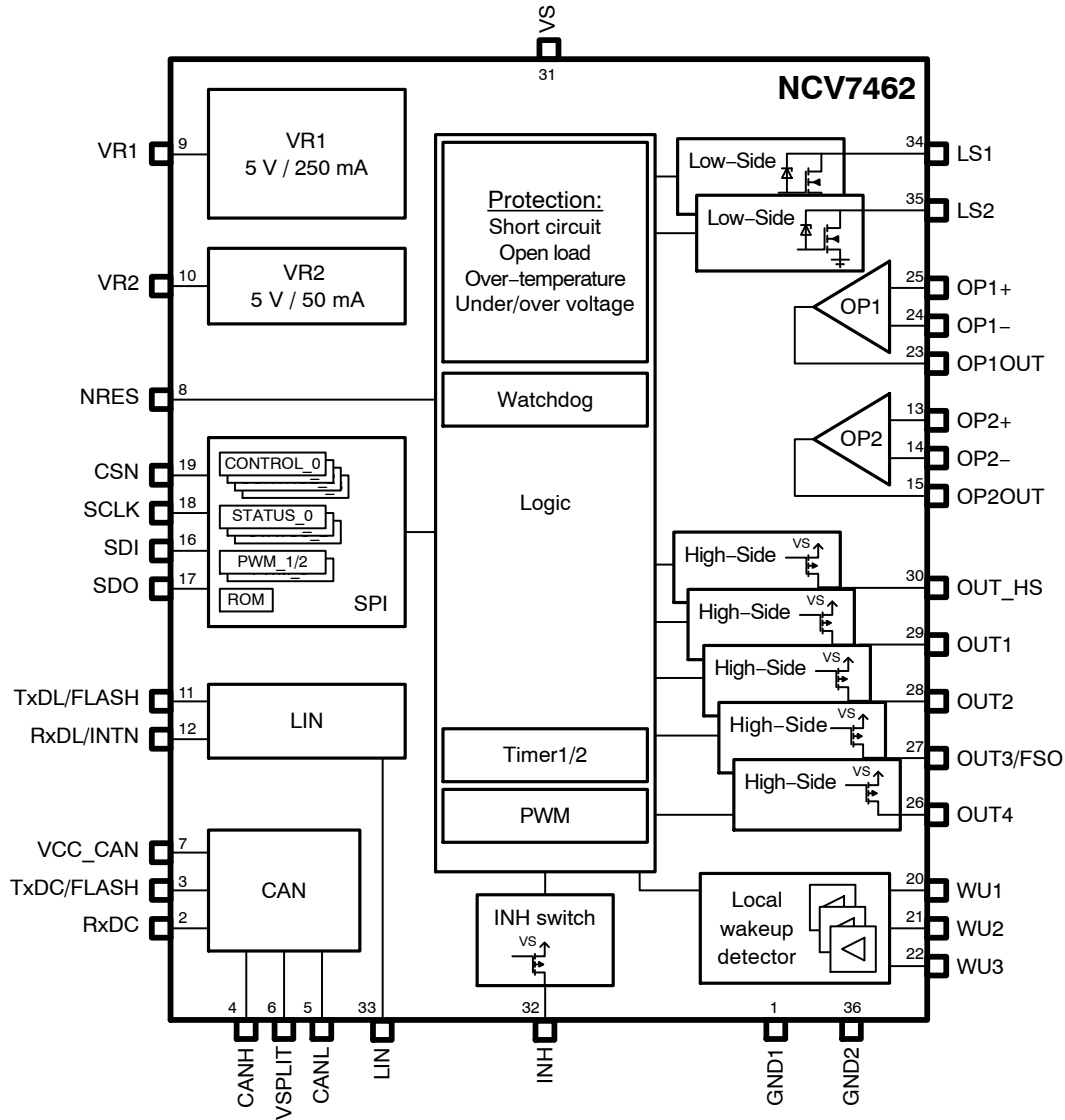 VS
31
NCV7462
VR1
9
VR1
5 V / 250 mA
VR2
10
VR2
5 V / 50 mA
NRES
8
CSN
19
SCLK
18
SDI
16
SDO
17
CONTROL_0
STATUS_0
PWM_1/2
ROM
SPI
TxDL/FLASH
11
RxDL/INTN
12
LIN
VCC_CAN
7
TxDC/FLASH
3
RxDC
2
CAN
Protection:
Short circuit
Open load
Over-temperature
Under/over voltage
Watchdog
Logic
Timer1/2
PWM
INH switch
VS
Low-Side
34
LS1
Low-Side
35
LS2
OP1
25
OP1+
24
OP1-
23
OP1OUT
OP2
13
OP2+
14
OP2-
15
OP2OUT
High-Side
VS
30
OUT_HS
High-Side
VS
29
OUT1
High-Side
VS
28
OUT2
High-Side
VS
27
OUT3/FSO
High-Side
VS
26
OUT4
Local
wakeup
detector
20
WU1
21
WU2
22
WU3
4
CANH
6
VSPLIT
5
CANL
33
LIN
32
INH
1
GND1
36
GND2